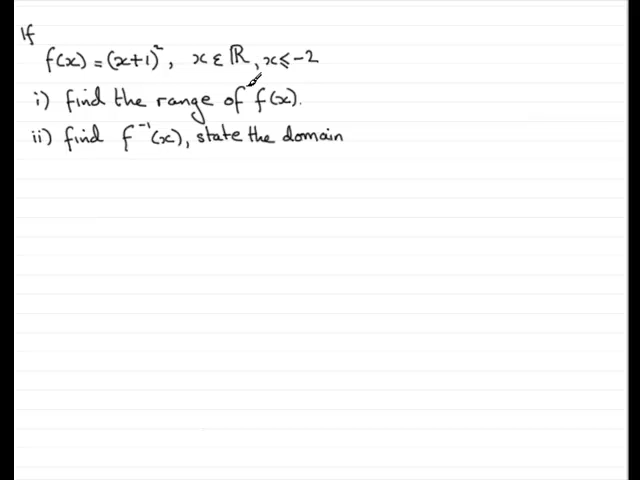 If
f(x) = (x+1)², x ε ℝ, x ≤ -2
i) find the range of f(x).
ii) find f⁻¹(x), state the domain